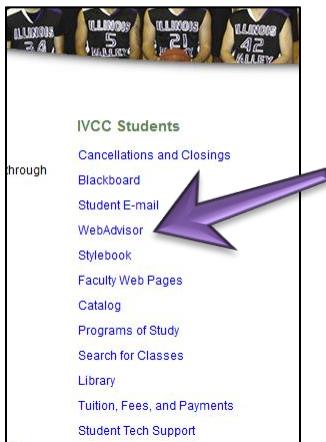 ILLINOIS ILLINOIS ILLINOIS ILLINOIS
34 5 21 42
VALLEY VALLEY
IVCC Students
Cancellations and Closings
through
Blackboard
Student E-mail
WebAdvisor
Stylebook
Faculty Web Pages
Catalog
Programs of Study
Search for Classes
Library
Tuition, Fees, and Payments
Student Tech Support